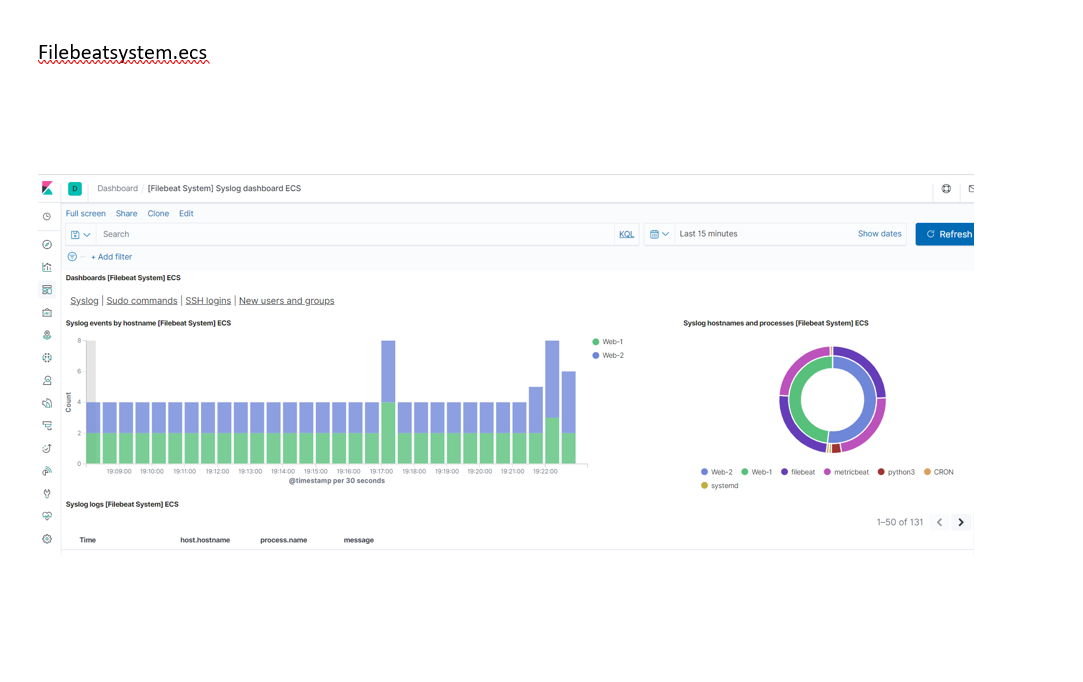 Filebeatsystem.ecs
D Dashboard / [Filebeat System] Syslog dashboard ECS
Full screen Share Clone Edit
Search KQL Last 15 minutes Show dates Refresh
+ Add filter
Dashboards [Filebeat System] ECS
Syslog | Sudo commands | SSH logins | New users and groups
Syslog events by hostname [Filebeat System] ECS
8
6
4
2
0
Count
19:09:00 19:10:00 19:11:00 19:12:00 19:13:00 19:14:00 19:15:00 19:16:00 19:17:00 19:18:00 19:19:00 19:20:00 19:21:00 19:22:00
@timestamp per 30 seconds
Web-1
Web-2
Syslog hostnames and processes [Filebeat System] ECS
Web-2 Web-1 filebeat metricbeat python3 CRON
systemd
Syslog logs [Filebeat System] ECS
1–50 of 131
Time host.hostname process.name message